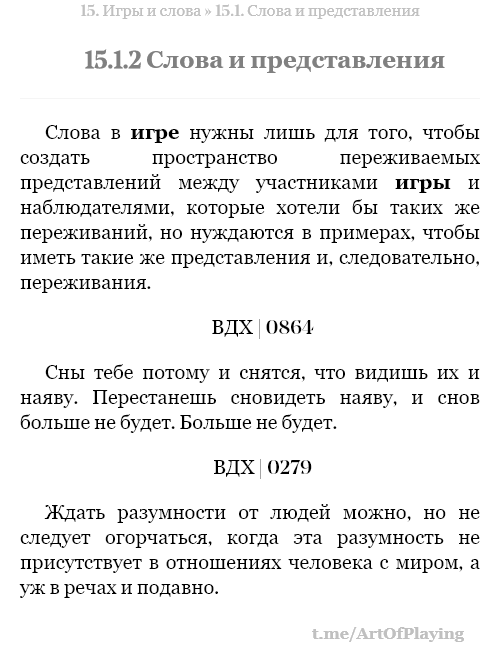 15. Игры и слова » 15.1. Слова и представления
15.1.2 Слова и представления
Слова в игре нужны лишь для того, чтобы
создать пространство переживаемых
представлений между участниками игры и
наблюдателями, которые хотели бы таких же
переживаний, но нуждаются в примерах, чтобы
иметь такие же представления и, следовательно,
переживания.
ВДХ | 0864
Сны тебе потому и снятся, что видишь их и
наяву. Перестанешь сновидеть наяву, и снов
больше не будет. Больше не будет.
ВДХ | 0279
Ждать разумности от людей можно, но не
следует огорчаться, когда эта разумность не
присутствует в отношениях человека с миром, а
уж в речах и подавно.
t.me/ArtOfPlaying